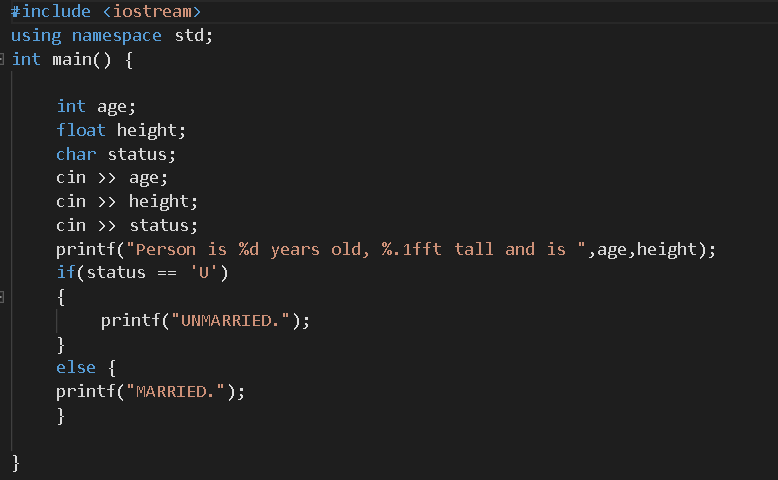 #include <iostream>
using namespace std;
int main() {
int age;
float height;
char status;
cin >> age;
cin >> height;
cin >> status;
printf("Person is %d years old, %.1fft tall and is ",age,height);
if(status == 'U')
{
printf("UNMARRIED.");
}
else {
printf("MARRIED.");
}
}